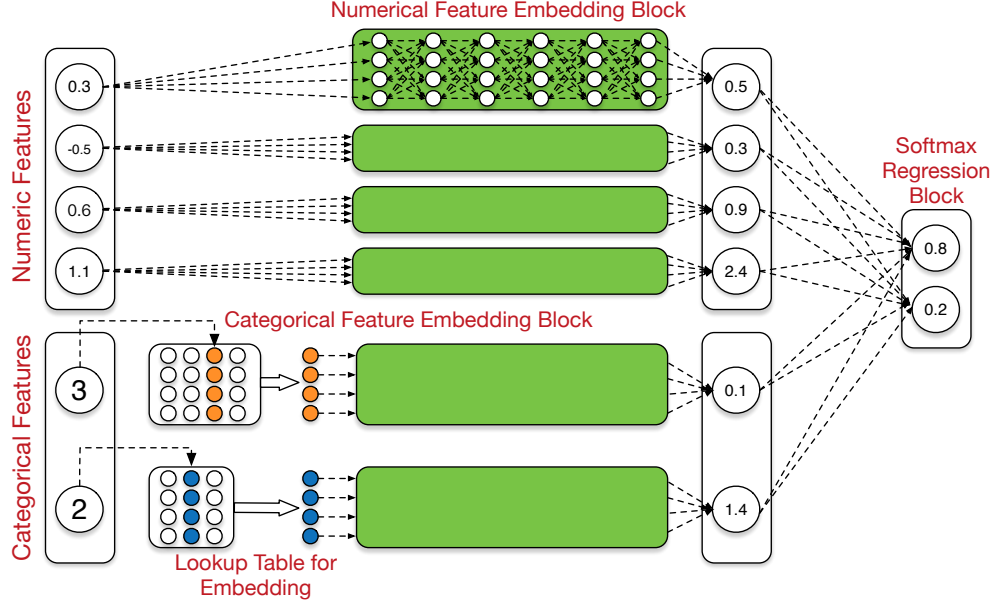 Numerical Feature Embedding Block
Numeric Features
0.3
-0.5
0.6
1.1
0.5
0.3
0.9
2.4
Softmax
Regression
Block
0.8
0.2
Categorical Feature Embedding Block
Categorical Features
3
2
0.1
1.4
Lookup Table for
Embedding